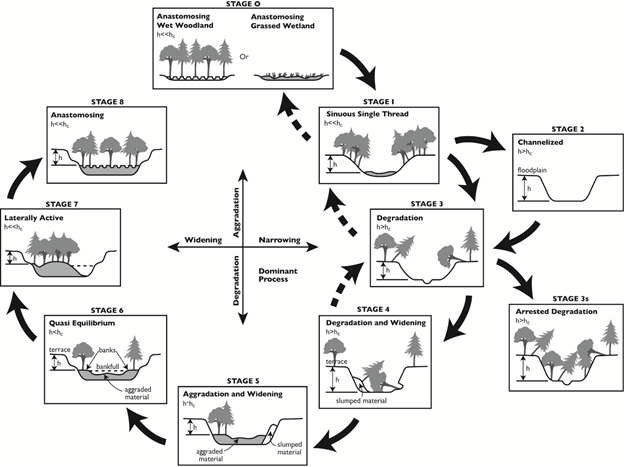 STAGE O
Anastomosing
Wet Woodland
h<<hc
Or
Anastomosing
Grassed Wetland
STAGE 1
Sinuous Single Thread
h<<hc
h
STAGE 2
Channelized
h>hc
floodplain
h
STAGE 3
Degradation
h>hc
h
STAGE 3s
Arrested Degradation
h>hc
h
STAGE 4
Degradation and Widening
h>hc
terrace
h
slumped material
STAGE 5
Aggradation and Widening
h
aggraded
material
slumped
material
STAGE 6
Quasi Equilibrium
h<hc
terrace
banks
h
bankfull
aggraded
material
STAGE 7
Laterally Active
h<<hc
h
STAGE 8
Anastomosing
h<<hc
h
Aggradation
Widening
Narrowing
Degradation
Dominant
Process